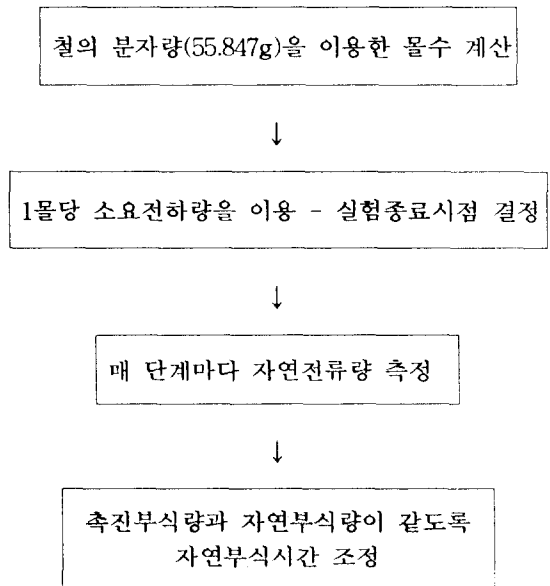 철의 분자량(55.847g)을 이용한 몰수 계산
↓
1몰당 소요전하량을 이용 - 실험종료시점 결정
↓
매 단계마다 자연전류량 측정
↓
촉진부식량과 자연부식량이 같도록
자연부식시간 조정